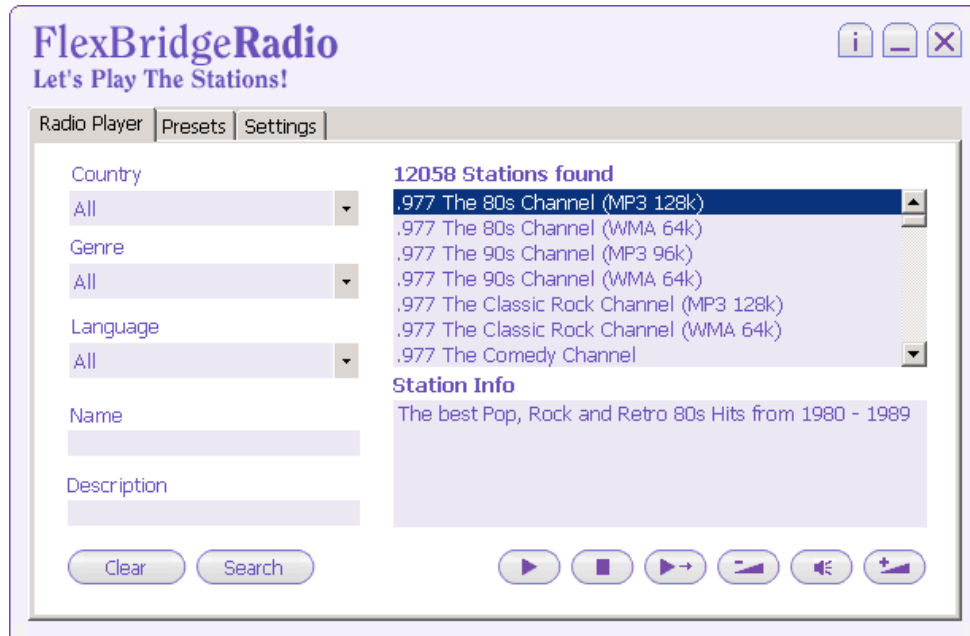 FlexBridgeRadio
Let's Play The Stations!
Radio Player
Presets
Settings
Country
All
Genre
All
Language
All
Name
Description
Clear
Search
12058 Stations found
.977 The 80s Channel (MP3 128k)
.977 The 80s Channel (WMA 64k)
.977 The 90s Channel (MP3 96k)
.977 The 90s Channel (WMA 64k)
.977 The Classic Rock Channel (MP3 128k)
.977 The Classic Rock Channel (WMA 64k)
.977 The Comedy Channel
Station Info
The best Pop, Rock and Retro 80s Hits from 1980 - 1989